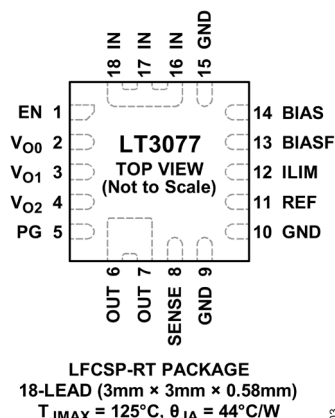 18 IN
17 IN
16 IN
15 GND
EN 1
V_O0 2
V_O1 3
V_O2 4
PG 5
LT3077
TOP VIEW
(Not to Scale)
14 BIAS
13 BIASF
12 ILIM
11 REF
10 GND
OUT 6
OUT 7
SENSE 8
GND 9
LFCSP-RT PACKAGE
18-LEAD (3mm × 3mm × 0.58mm)
T_JMAX = 125°C, θ_JA = 44°C/W